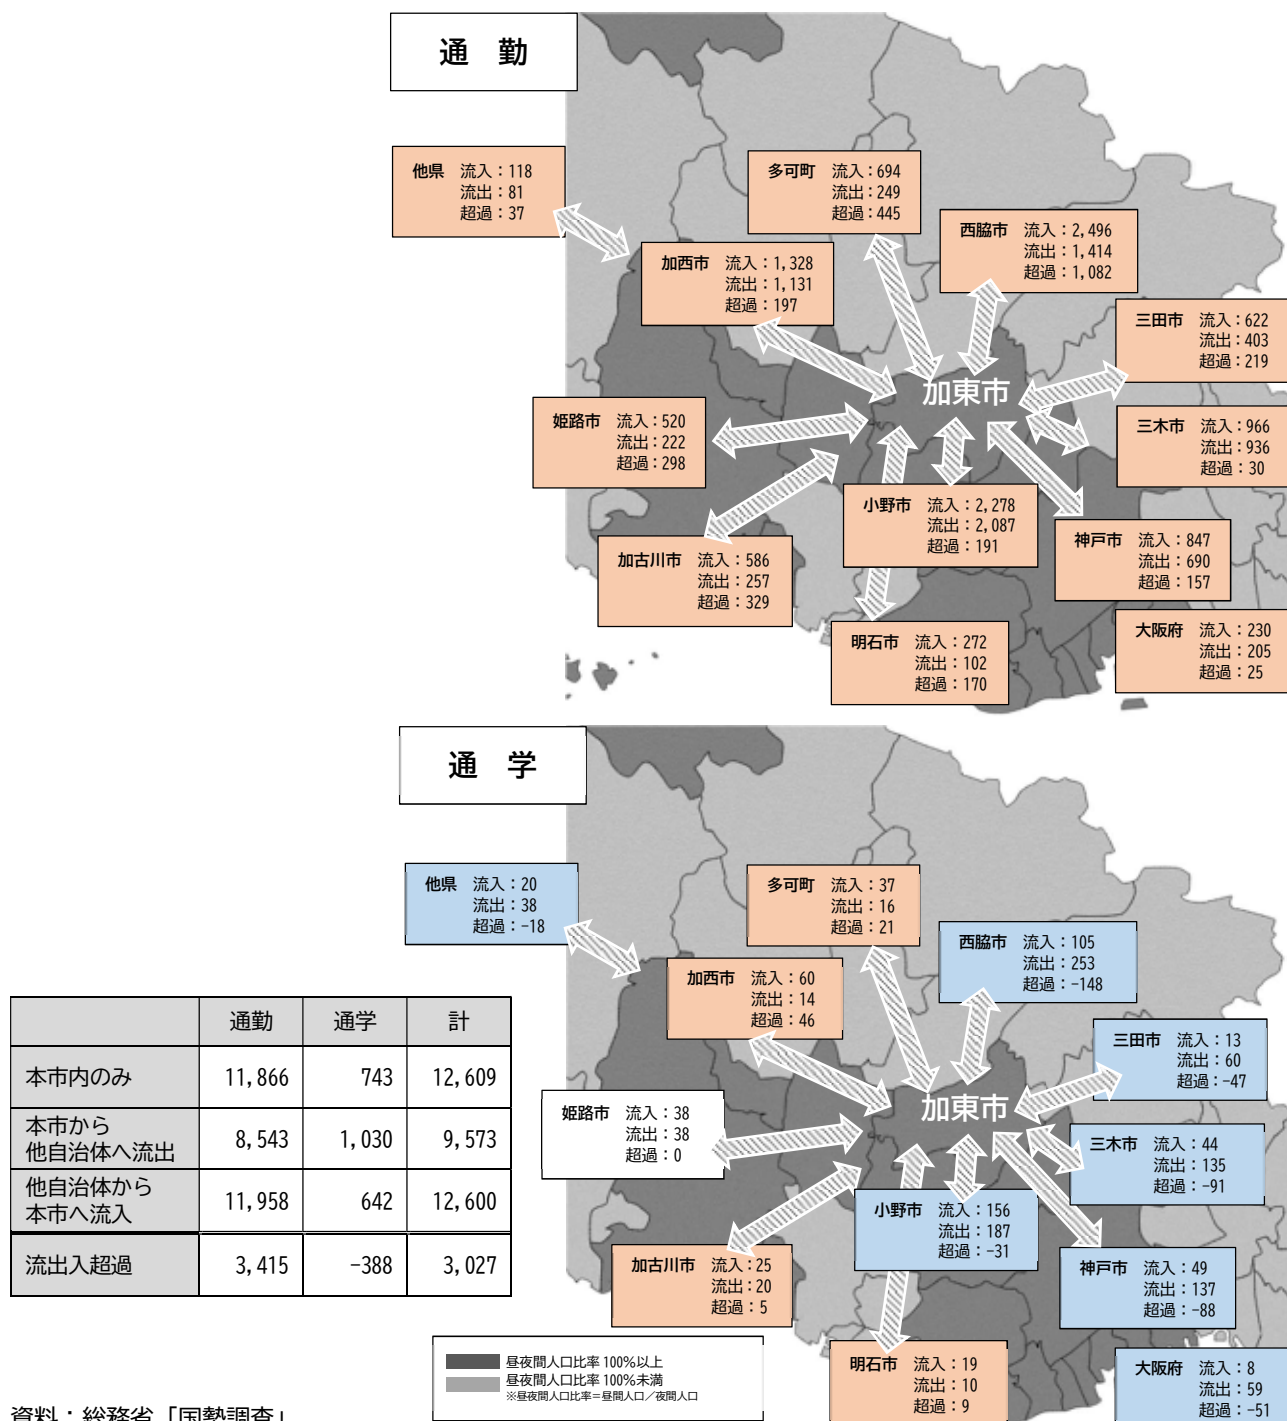 通 勤
他県 流入：118
流出：81
超過：37
多可町 流入：694
流出：249
超過：445
西脇市 流入：2,496
流出：1,414
超過：1,082
加西市 流入：1,328
流出：1,131
超過：197
三田市 流入：622
流出：403
超過：219
加東市
姫路市 流入：520
流出：222
超過：298
三木市 流入：966
流出：936
超過：30
小野市 流入：2,278
流出：2,087
超過：191
加古川市 流入：586
流出：257
超過：329
神戸市 流入：847
流出：690
超過：157
明石市 流入：272
流出：102
超過：170
大阪府 流入：230
流出：205
超過：25
通 学
他県 流入：20
流出：38
超過：-18
多可町 流入：37
流出：16
超過：21
西脇市 流入：105
流出：253
超過：-148
加西市 流入：60
流出：14
超過：46
三田市 流入：13
流出：60
超過：-47
加東市
姫路市 流入：38
流出：38
超過：0
三木市 流入：44
流出：135
超過：-91
小野市 流入：156
流出：187
超過：-31
加古川市 流入：25
流出：20
超過：5
神戸市 流入：49
流出：137
超過：-88
明石市 流入：19
流出：10
超過：9
大阪府 流入：8
流出：59
超過：-51
通勤 通学 計
本市内のみ 11,866 743 12,609
本市から
他自治体へ流出 8,543 1,030 9,573
他自治体から
本市へ流入 11,958 642 12,600
流出入超過 3,415 -388 3,027
昼夜間人口比率 100%以上
昼夜間人口比率 100%未満
※昼夜間人口比率＝昼間人口／夜間人口
資料：総務省「国勢調査」